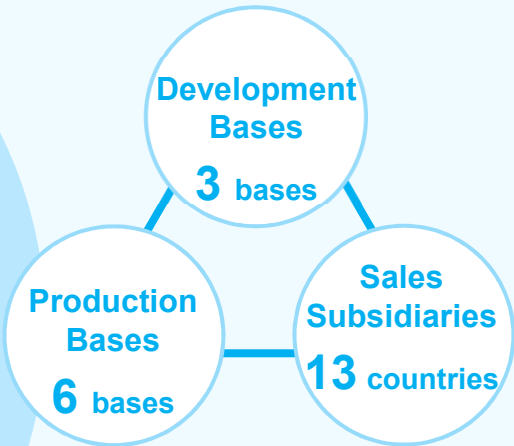 Development
Bases
3 bases
Production
Bases
6 bases
Sales
Subsidiaries
13 countries